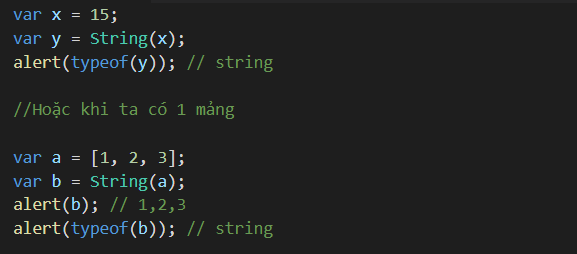 var x = 15;
var y = String(x);
alert(typeof(y)); // string
//Hoặc khi ta có 1 mảng
var a = [1, 2, 3];
var b = String(a);
alert(b); // 1,2,3
alert(typeof(b)); // string